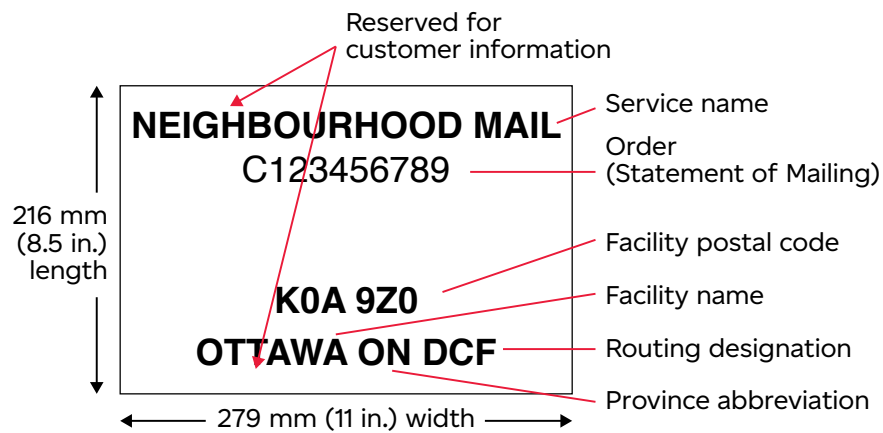 Reserved for
customer information
NEIGHBOURHOOD MAIL
C123456789
K0A 9Z0
OTTAWA ON DCF
Service name
Order
(Statement of Mailing)
Facility postal code
Facility name
Routing designation
Province abbreviation
216 mm
(8.5 in.)
length
279 mm (11 in.) width